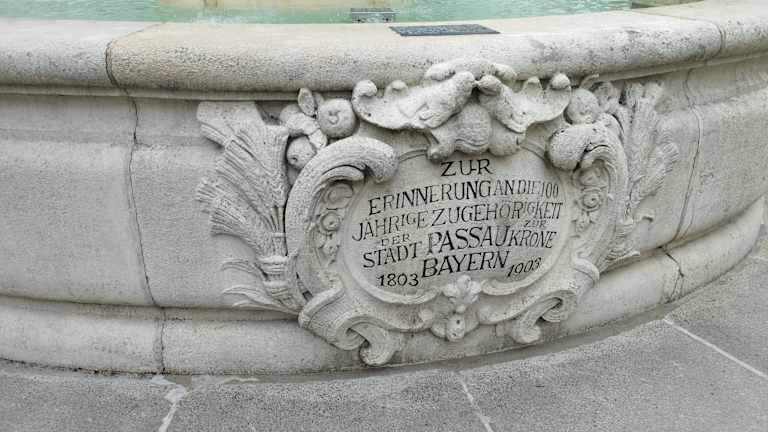 ZUR
ERINNERUNG AN DIE 100
JÄHRIGE ZUGEHÖRIGKEIT
DER STADT PASSAU ZUR KRONE
1803 BAYERN 1903